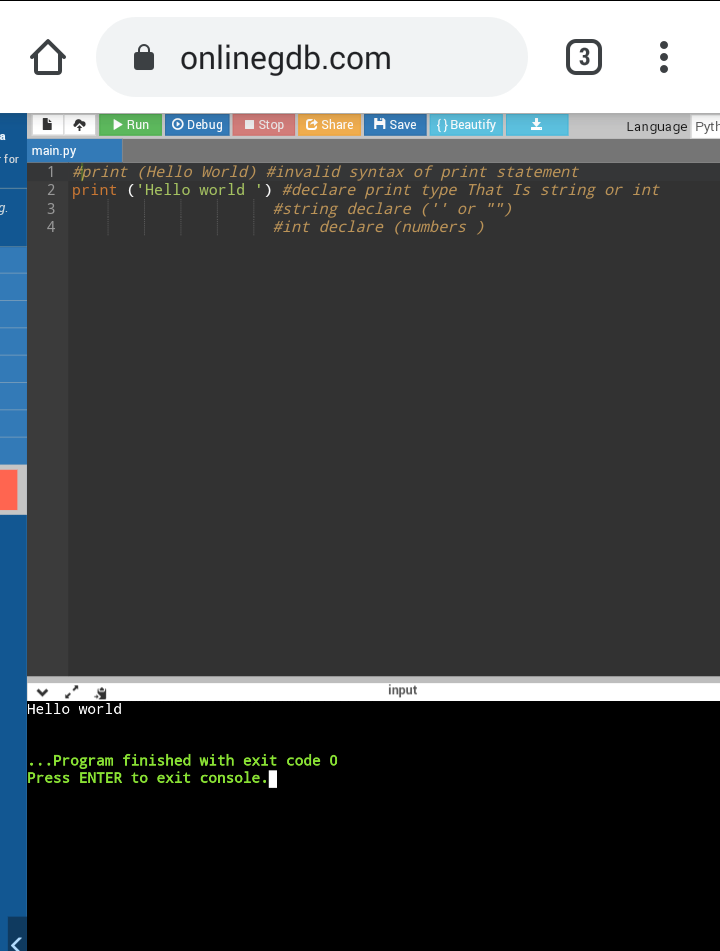 onlinegdb.com
3
a
for
g.
Run
Debug
Stop
Share
Save
{} Beautify
Language
Pyth
main.py
1 #print (Hello World) #invalid syntax of print statement
2 print ('Hello world ') #declare print type That Is string or int
3 #string declare ('' or "")
4 #int declare (numbers )
input
Hello world
...Program finished with exit code 0
Press ENTER to exit console.